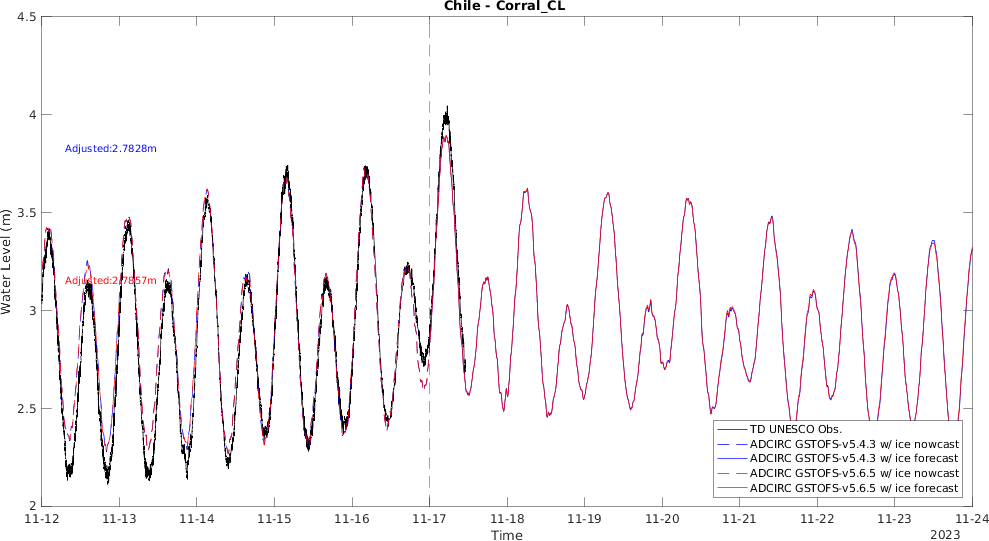 Chile - Corral_CL
4.5
4
3.5
3
2.5
2
Water Level (m)
Adjusted:2.7828m
Adjusted:2.7857m
TD UNESCO Obs.
ADCIRC GSTOFS-v5.4.3 w/ ice nowcast
ADCIRC GSTOFS-v5.4.3 w/ ice forecast
ADCIRC GSTOFS-v5.6.5 w/ ice nowcast
ADCIRC GSTOFS-v5.6.5 w/ ice forecast
11-12 11-13 11-14 11-15 11-16 11-17 11-18 11-19 11-20 11-21 11-22 11-23 11-24
Time
2023